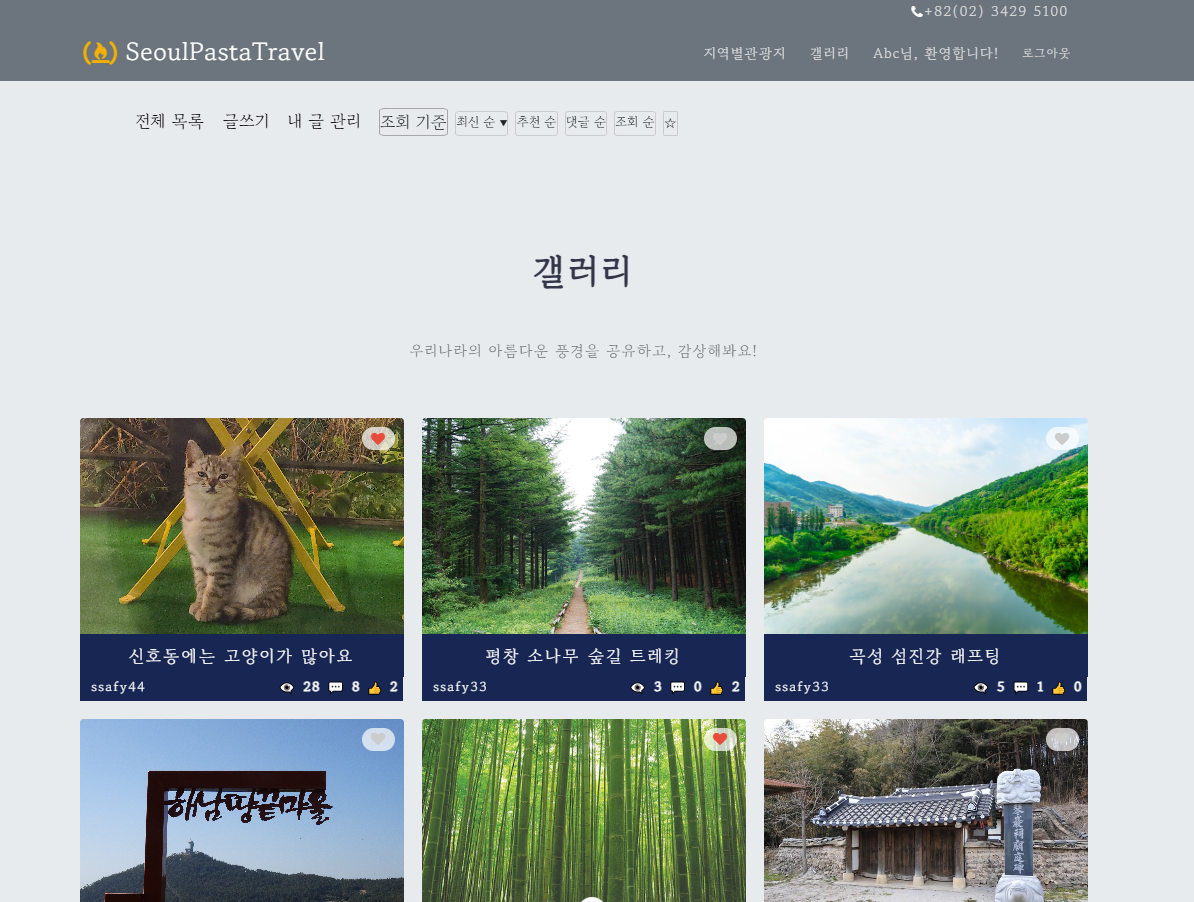 +82(02) 3429 5100
SeoulPastaTravel
지역별관광지 갤러리 Abc님, 환영합니다! 로그아웃
전체 목록 글쓰기 내 글 관리 조회 기준 최신 순 ▼ 추천 순 댓글 순 조회 순 ☆
갤러리
우리나라의 아름다운 풍경을 공유하고, 감상해봐요!
신호동에는 고양이가 많아요
ssafy44 28 8 2
평창 소나무 숲길 트레킹
ssafy33 3 0 2
곡성 섬진강 래프팅
ssafy33 5 1 0
해남땅끝마을